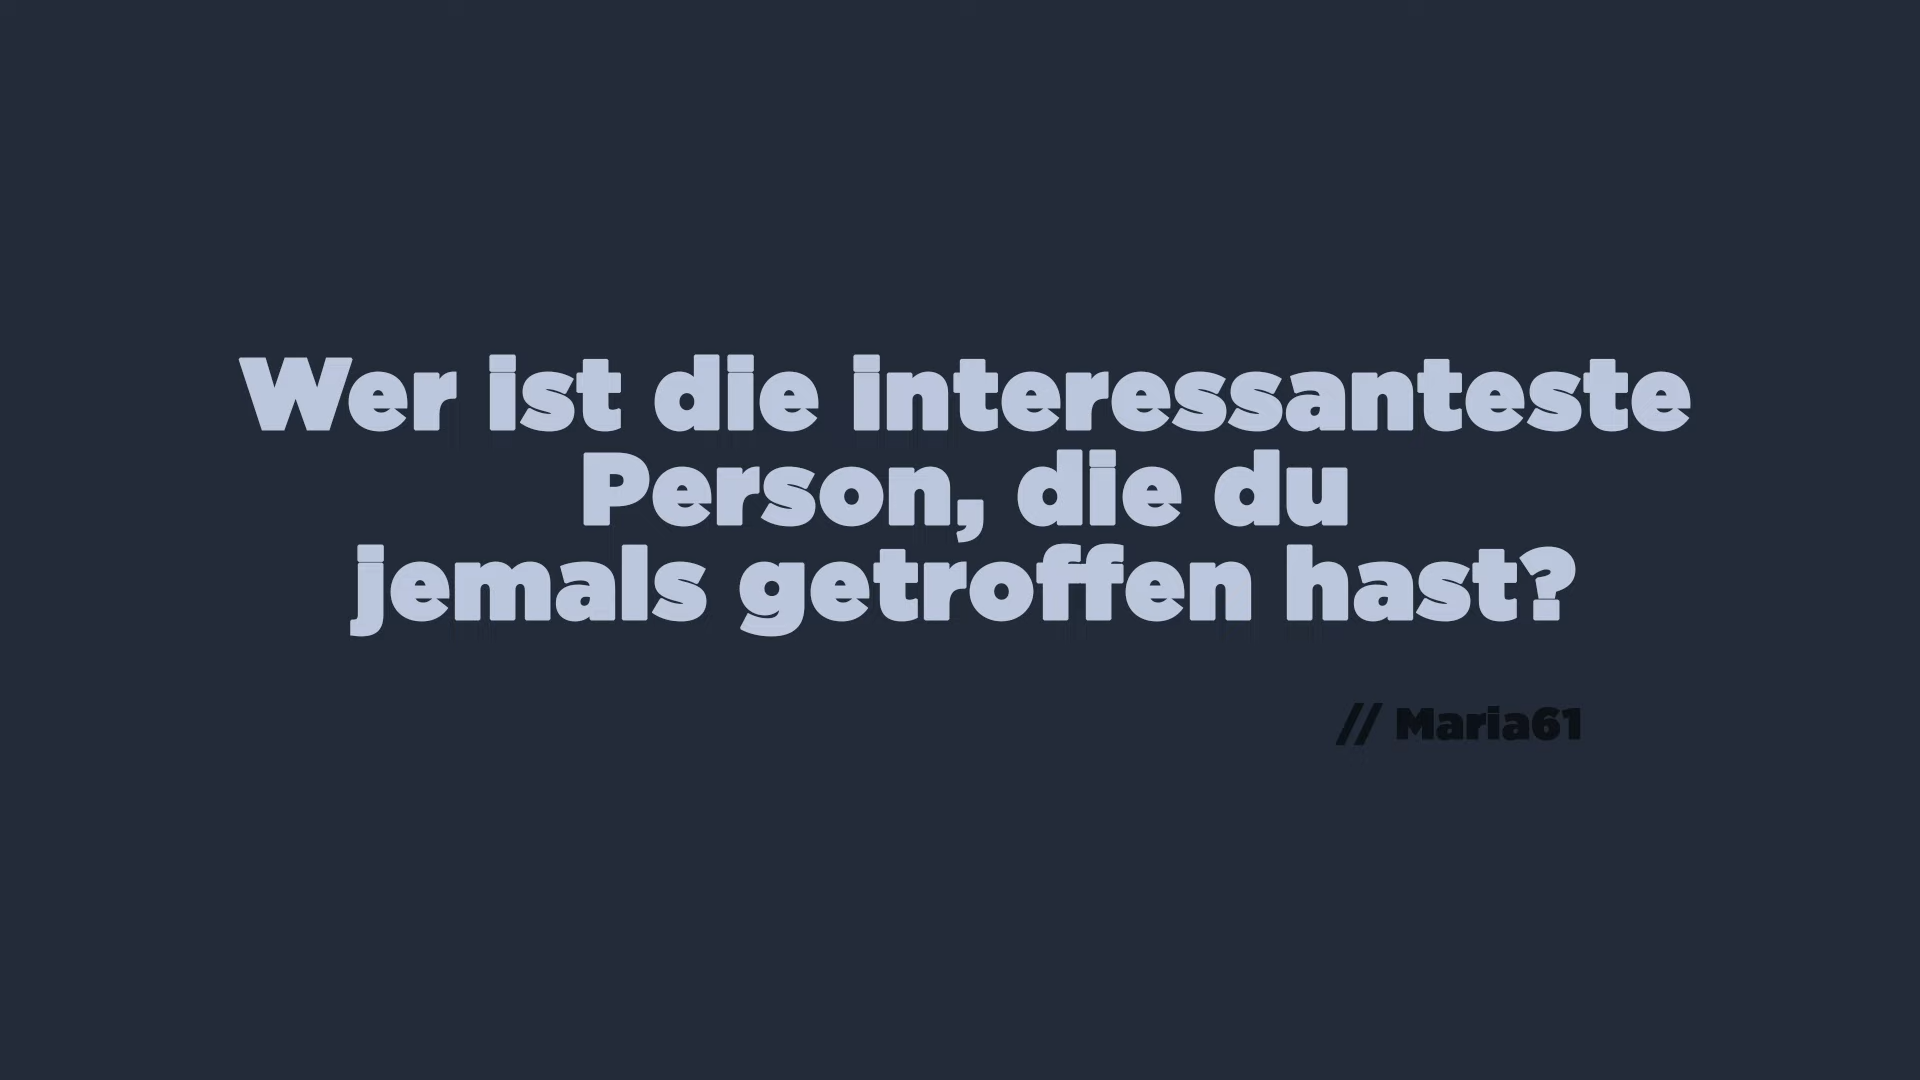 Wer ist die interessanteste
Person, die du
jemals getroffen hast?
// Maria61